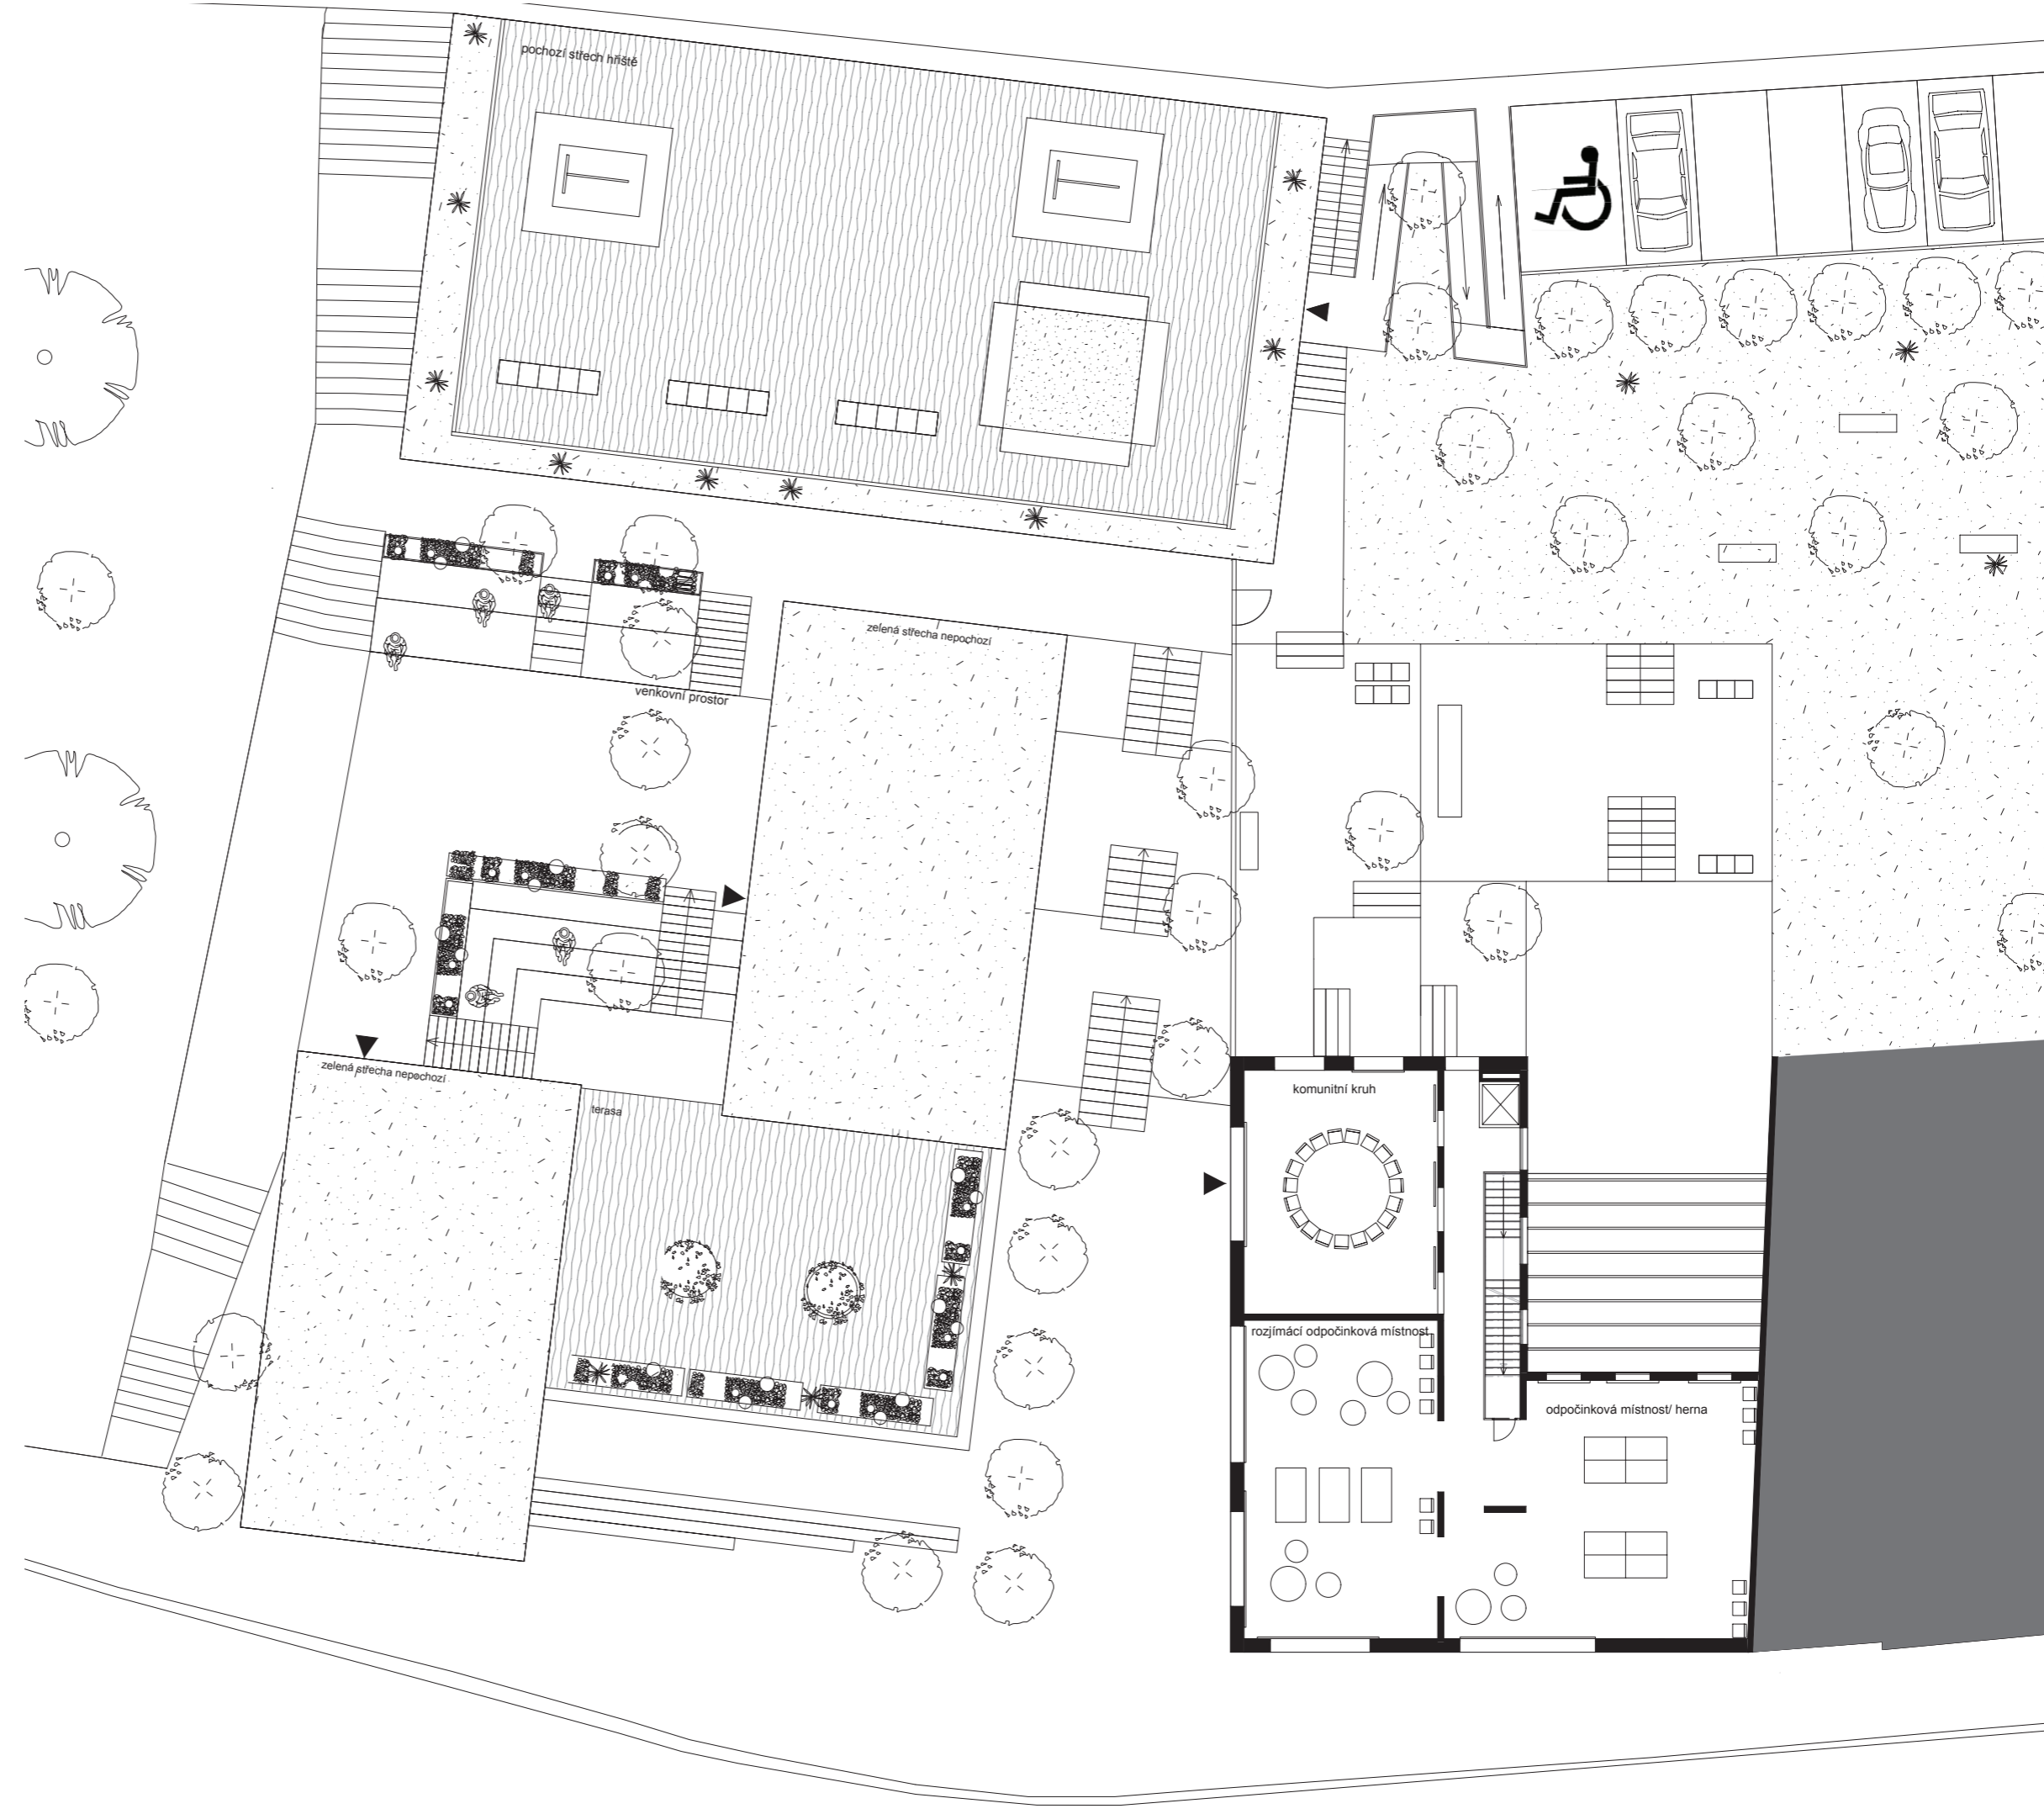 pochozí střech hřiště
zelená střecha nepochozí
venkovní prostor
zelená střecha nepochozí
terasa
komunitní kruh
rozjímácí odpočinková místnost
odpočinková místnost/ herna